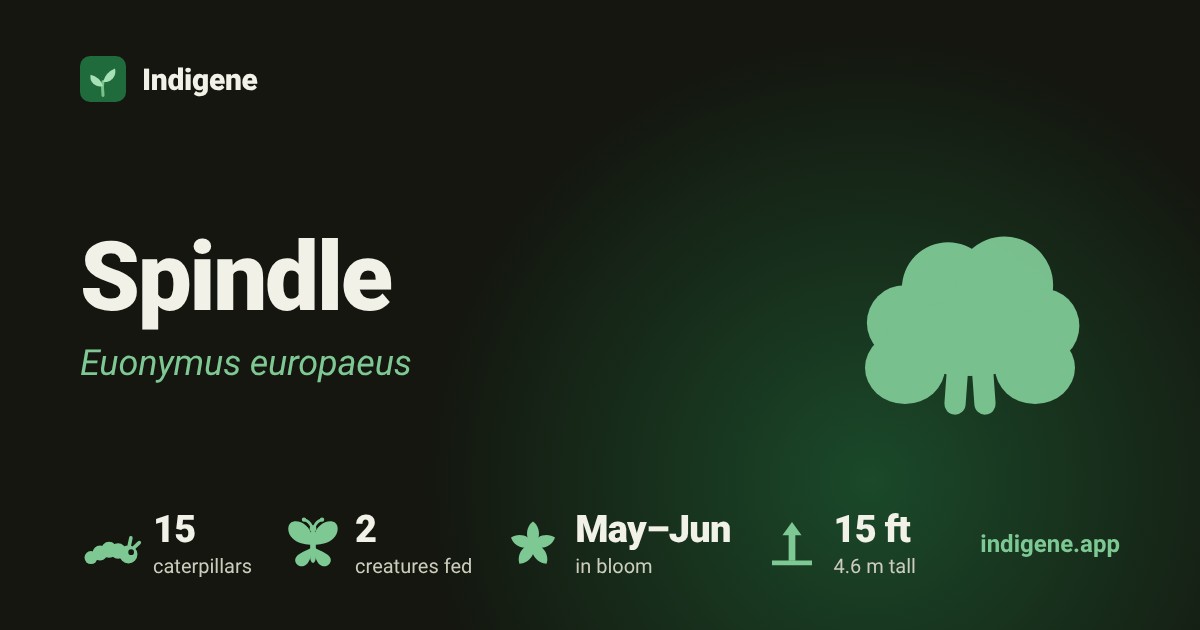 Indigene
Spindle
Euonymus europaeus
15
caterpillars
2
creatures fed
May–Jun
in bloom
15 ft
4.6 m tall
indigene.app